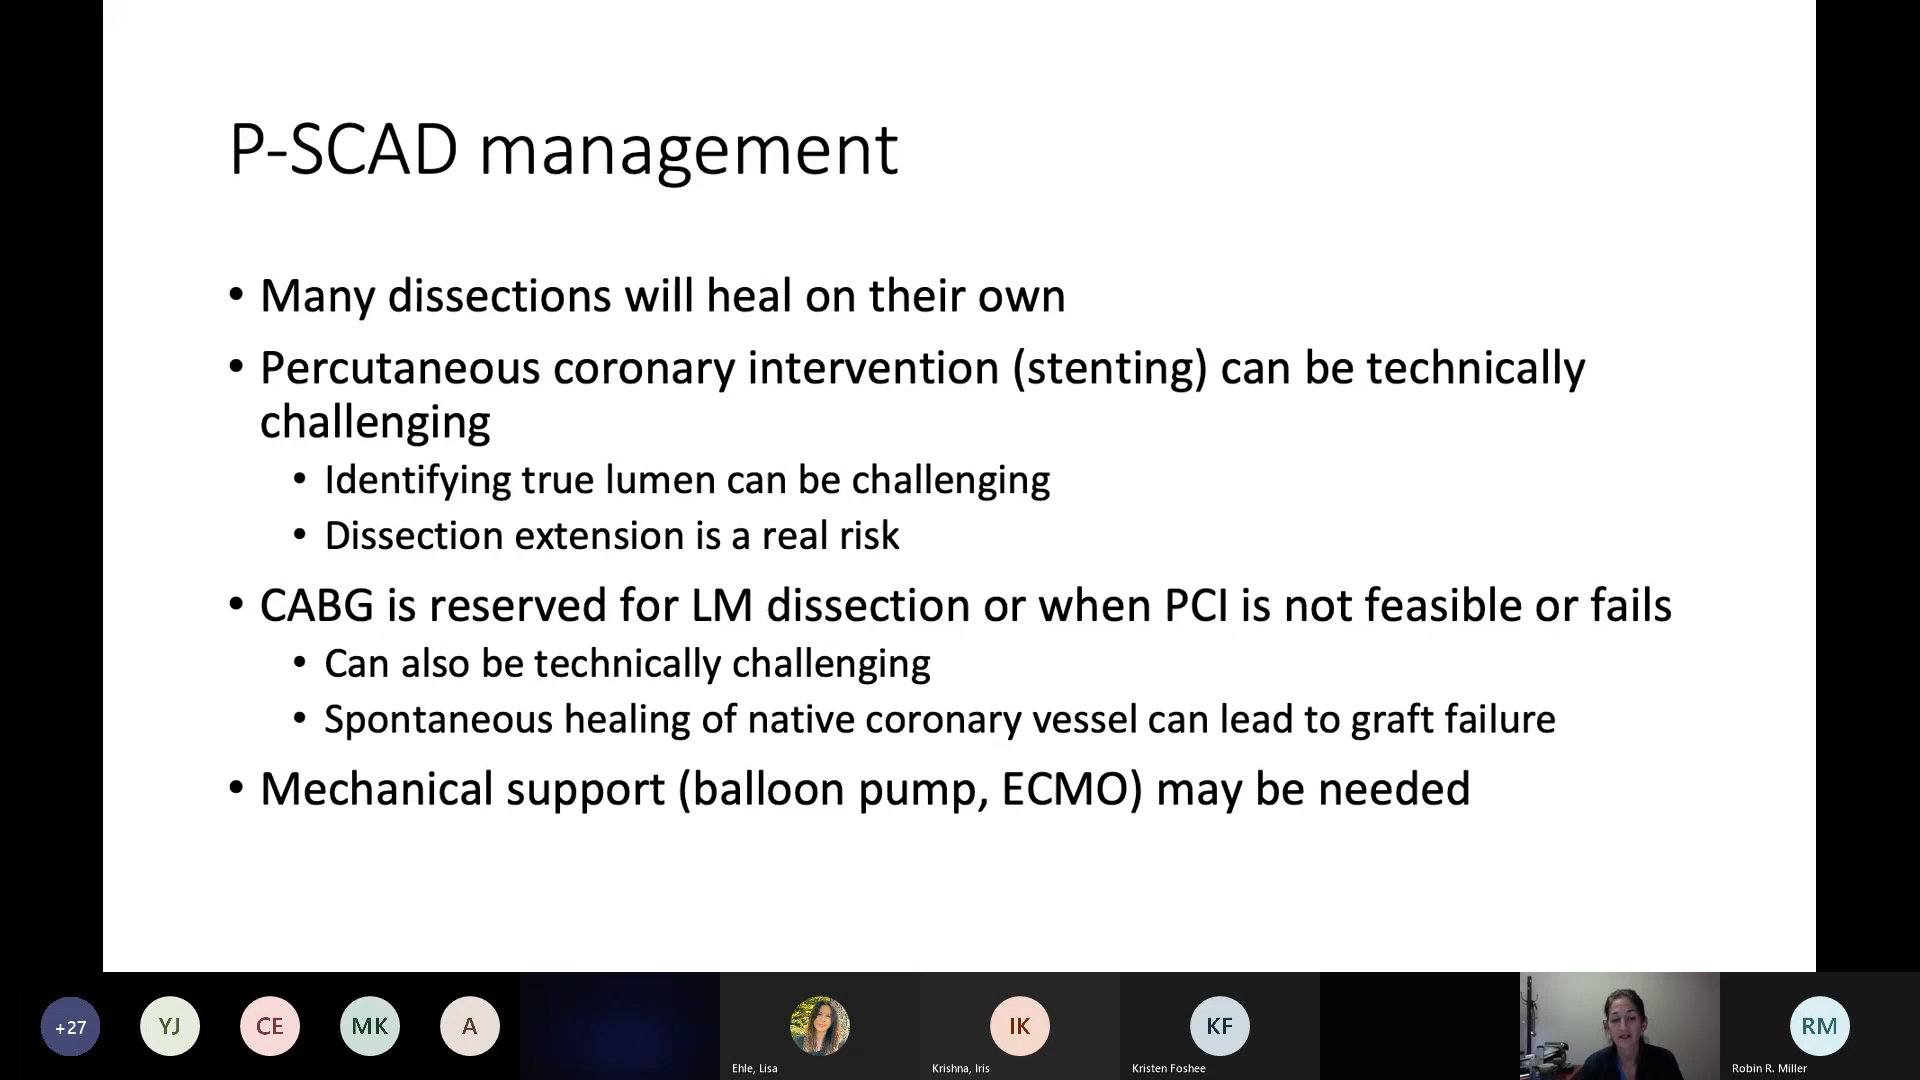 P-SCAD management
• Many dissections will heal on their own
• Percutaneous coronary intervention (stenting) can be technically
challenging
• Identifying true lumen can be challenging
• Dissection extension is a real risk
• CABG is reserved for LM dissection or when PCI is not feasible or fails
• Can also be technically challenging
• Spontaneous healing of native coronary vessel can lead to graft failure
• Mechanical support (balloon pump, ECMO) may be needed
+27 YJ CE MK A IK KF RM
Ehle, Lisa Krishna, Iris Kristen Foshee Robin R. Miller